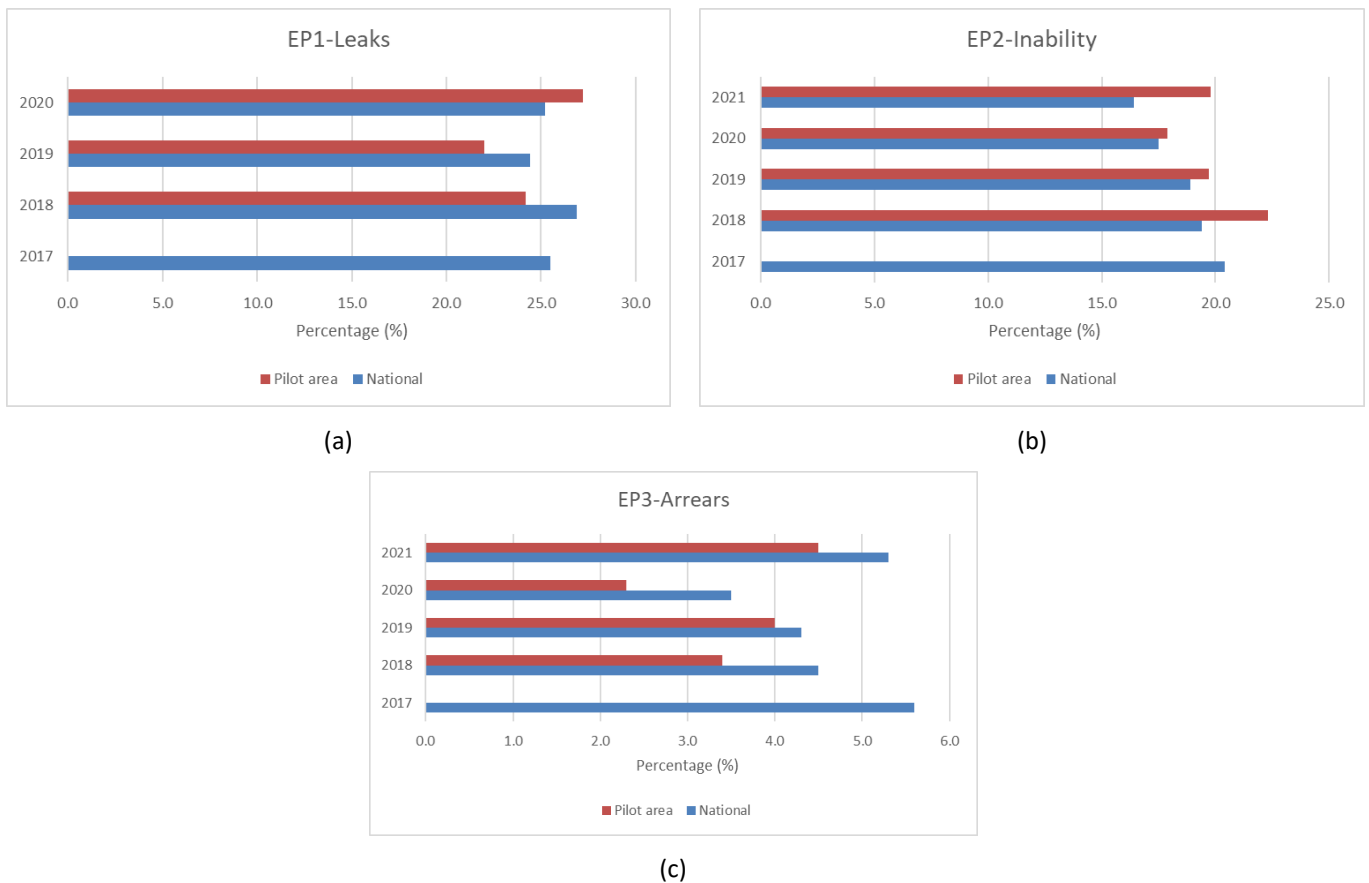 EP1-Leaks
2020
2019
2018
2017
0.0 5.0 10.0 15.0 20.0 25.0 30.0
Percentage (%)
Pilot area National
(a)
EP2-Inability
2021
2020
2019
2018
2017
0.0 5.0 10.0 15.0 20.0 25.0
Percentage (%)
Pilot area National
(b)
EP3-Arrears
2021
2020
2019
2018
2017
0.0 1.0 2.0 3.0 4.0 5.0 6.0
Percentage (%)
Pilot area National
(c)